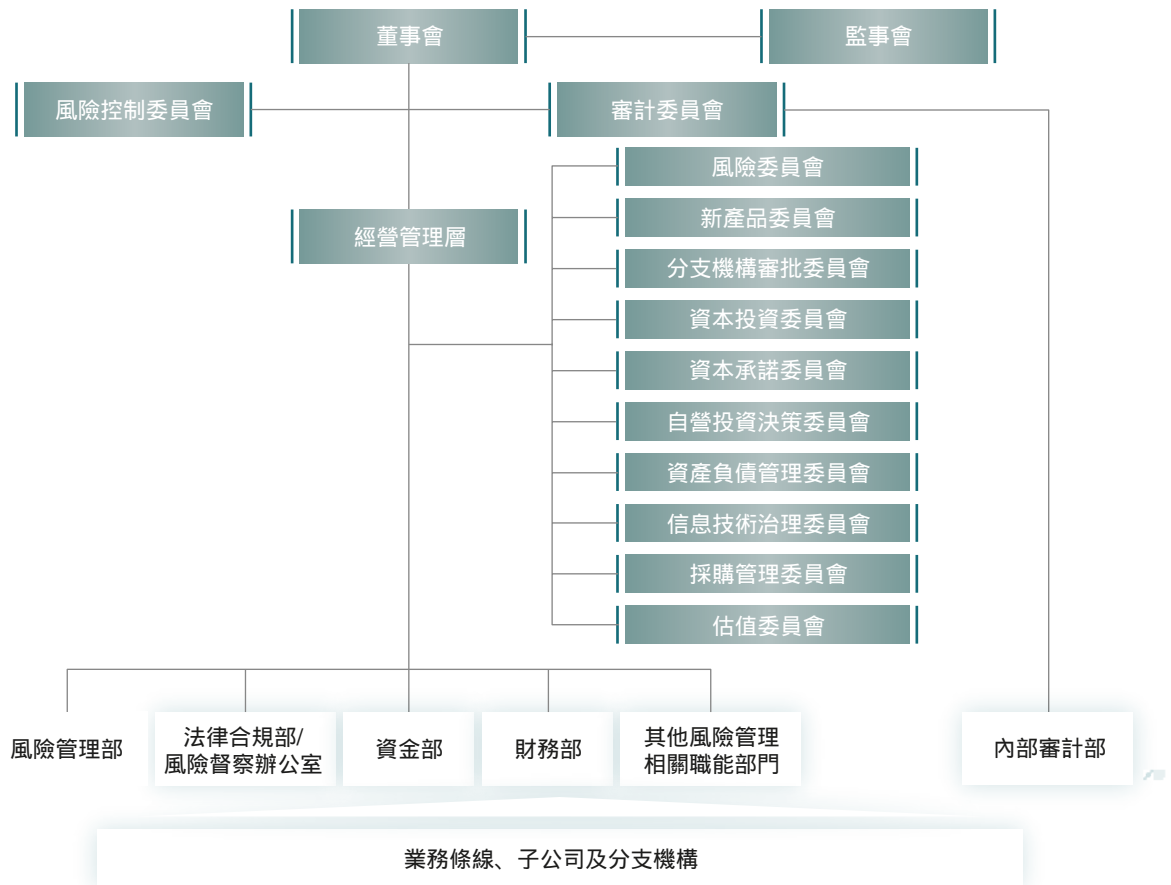 董事會
監事會
風險控制委員會
審計委員會
風險委員會
新產品委員會
經營管理層
分支機構審批委員會
資本投資委員會
資本承諾委員會
自營投資決策委員會
資產負債管理委員會
信息技術治理委員會
採購管理委員會
估值委員會
風險管理部
法律合規部/
風險督察辦公室
資金部
財務部
其他風險管理
相關職能部門
內部審計部
業務條線、子公司及分支機構